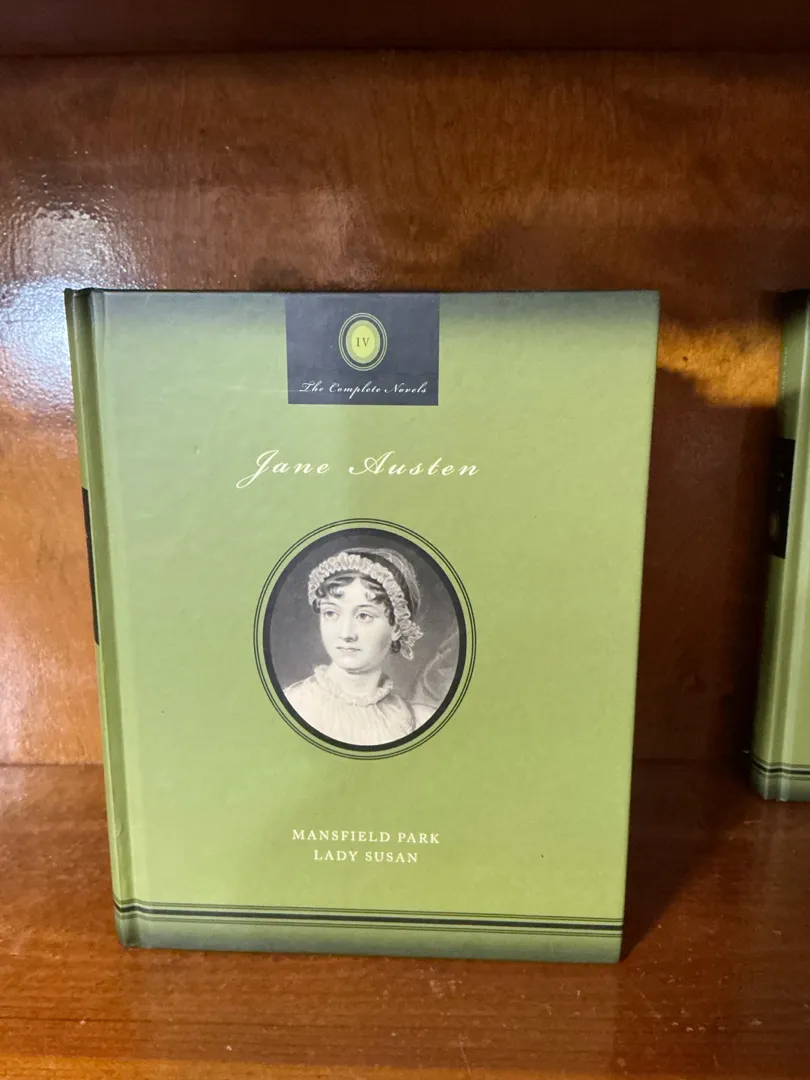 IV
The Complete Novels
Jane Austen
MANSFIELD PARK
LADY SUSAN